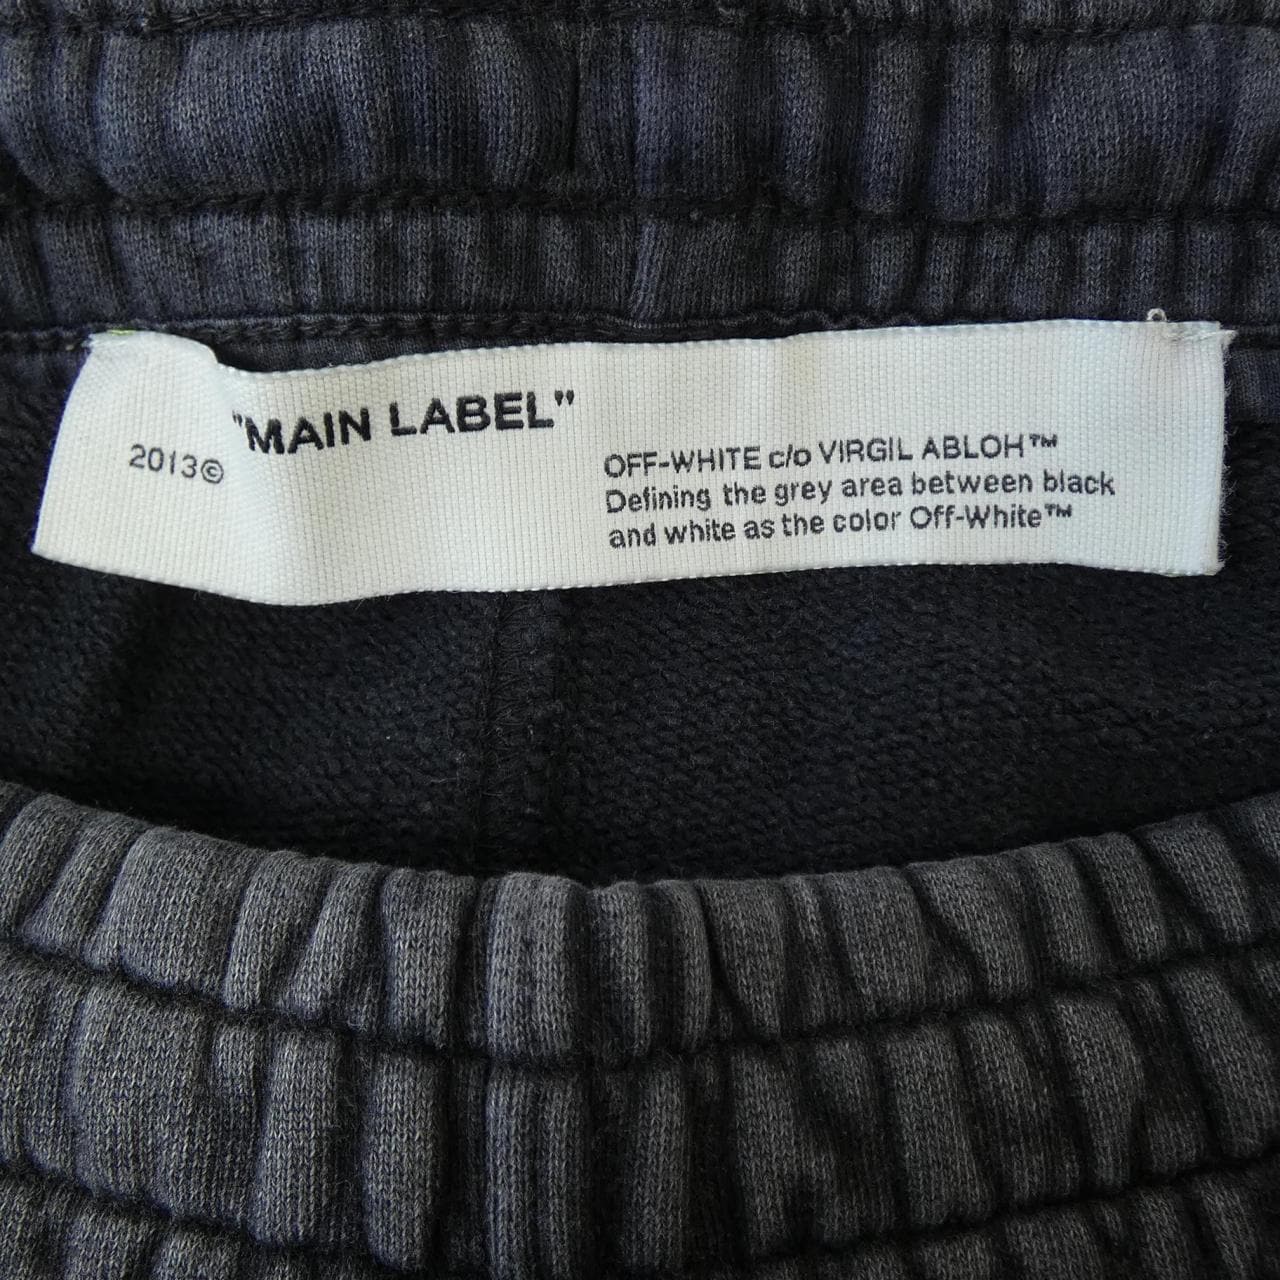 2013©
"MAIN LABEL"
OFF-WHITE c/o VIRGIL ABLOH™
Defining the grey area between black
and white as the color Off-White™